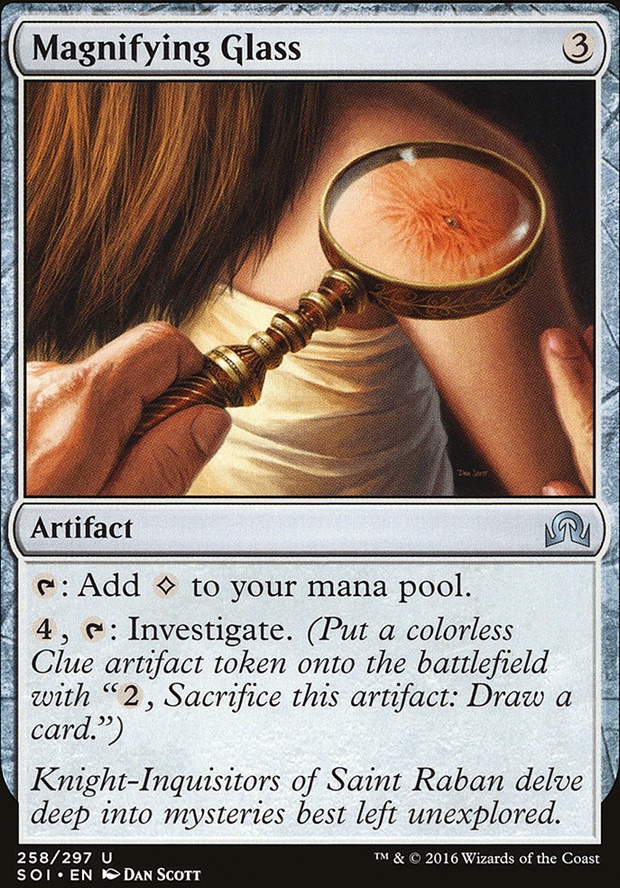 Magnifying Glass 3
Dan Scott
Artifact
: Add to your mana pool.
4, : Investigate. (Put a colorless
Clue artifact token onto the battlefield
with “2, Sacrifice this artifact: Draw a
card.”)
Knight-Inquisitors of Saint Raban delve
deep into mysteries best left unexplored.
258/297 U
SOI • EN Dan Scott
™ & © 2016 Wizards of the Coast